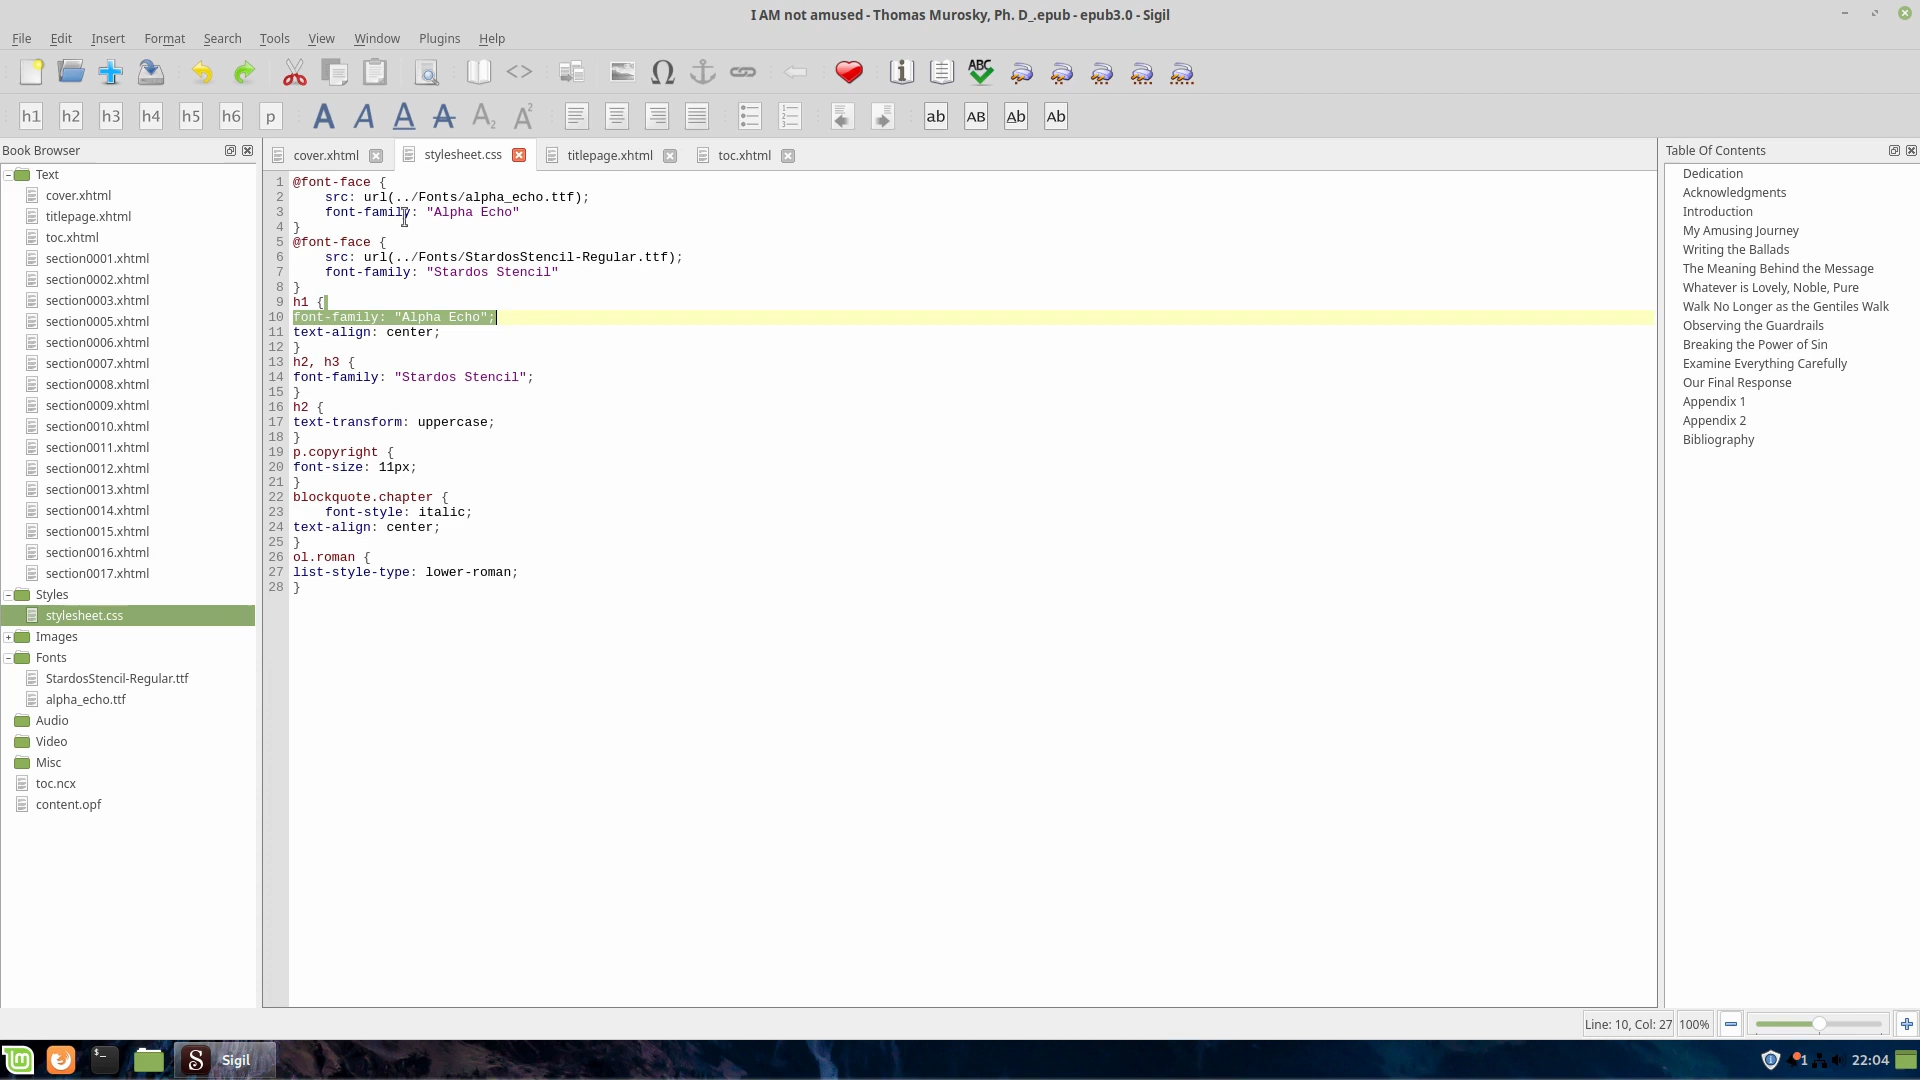 I AM not amused - Thomas Murosky, Ph. D_.epub - epub3.0 - Sigil
File Edit Insert Format Search Tools View Window Plugins Help
ABC
h1 h2 h3 h4 h5 h6 p A A A A A2 A2 ab AB Ab Ab
Book Browser
Text
cover.xhtml
titlepage.xhtml
toc.xhtml
section0001.xhtml
section0002.xhtml
section0003.xhtml
section0005.xhtml
section0006.xhtml
section0007.xhtml
section0008.xhtml
section0009.xhtml
section0010.xhtml
section0011.xhtml
section0012.xhtml
section0013.xhtml
section0014.xhtml
section0015.xhtml
section0016.xhtml
section0017.xhtml
Styles
stylesheet.css
Images
Fonts
StardosStencil-Regular.ttf
alpha_echo.ttf
Audio
Video
Misc
toc.ncx
content.opf
cover.xhtml stylesheet.css titlepage.xhtml toc.xhtml
1 @font-face {
2 src: url(../Fonts/alpha_echo.ttf);
3 font-family: "Alpha Echo"
4 }
5 @font-face {
6 src: url(../Fonts/StardosStencil-Regular.ttf);
7 font-family: "Stardos Stencil"
8 }
9 h1 {
10 font-family: "Alpha Echo";
11 text-align: center;
12 }
13 h2, h3 {
14 font-family: "Stardos Stencil";
15 }
16 h2 {
17 text-transform: uppercase;
18 }
19 p.copyright {
20 font-size: 11px;
21 }
22 blockquote.chapter {
23 font-style: italic;
24 text-align: center;
25 }
26 ol.roman {
27 list-style-type: lower-roman;
28 }
Table Of Contents
Dedication
Acknowledgments
Introduction
My Amusing Journey
Writing the Ballads
The Meaning Behind the Message
Whatever is Lovely, Noble, Pure
Walk No Longer as the Gentiles Walk
Observing the Guardrails
Breaking the Power of Sin
Examine Everything Carefully
Our Final Response
Appendix 1
Appendix 2
Bibliography
Line: 10, Col: 27 100%
S Sigil 1 22:04